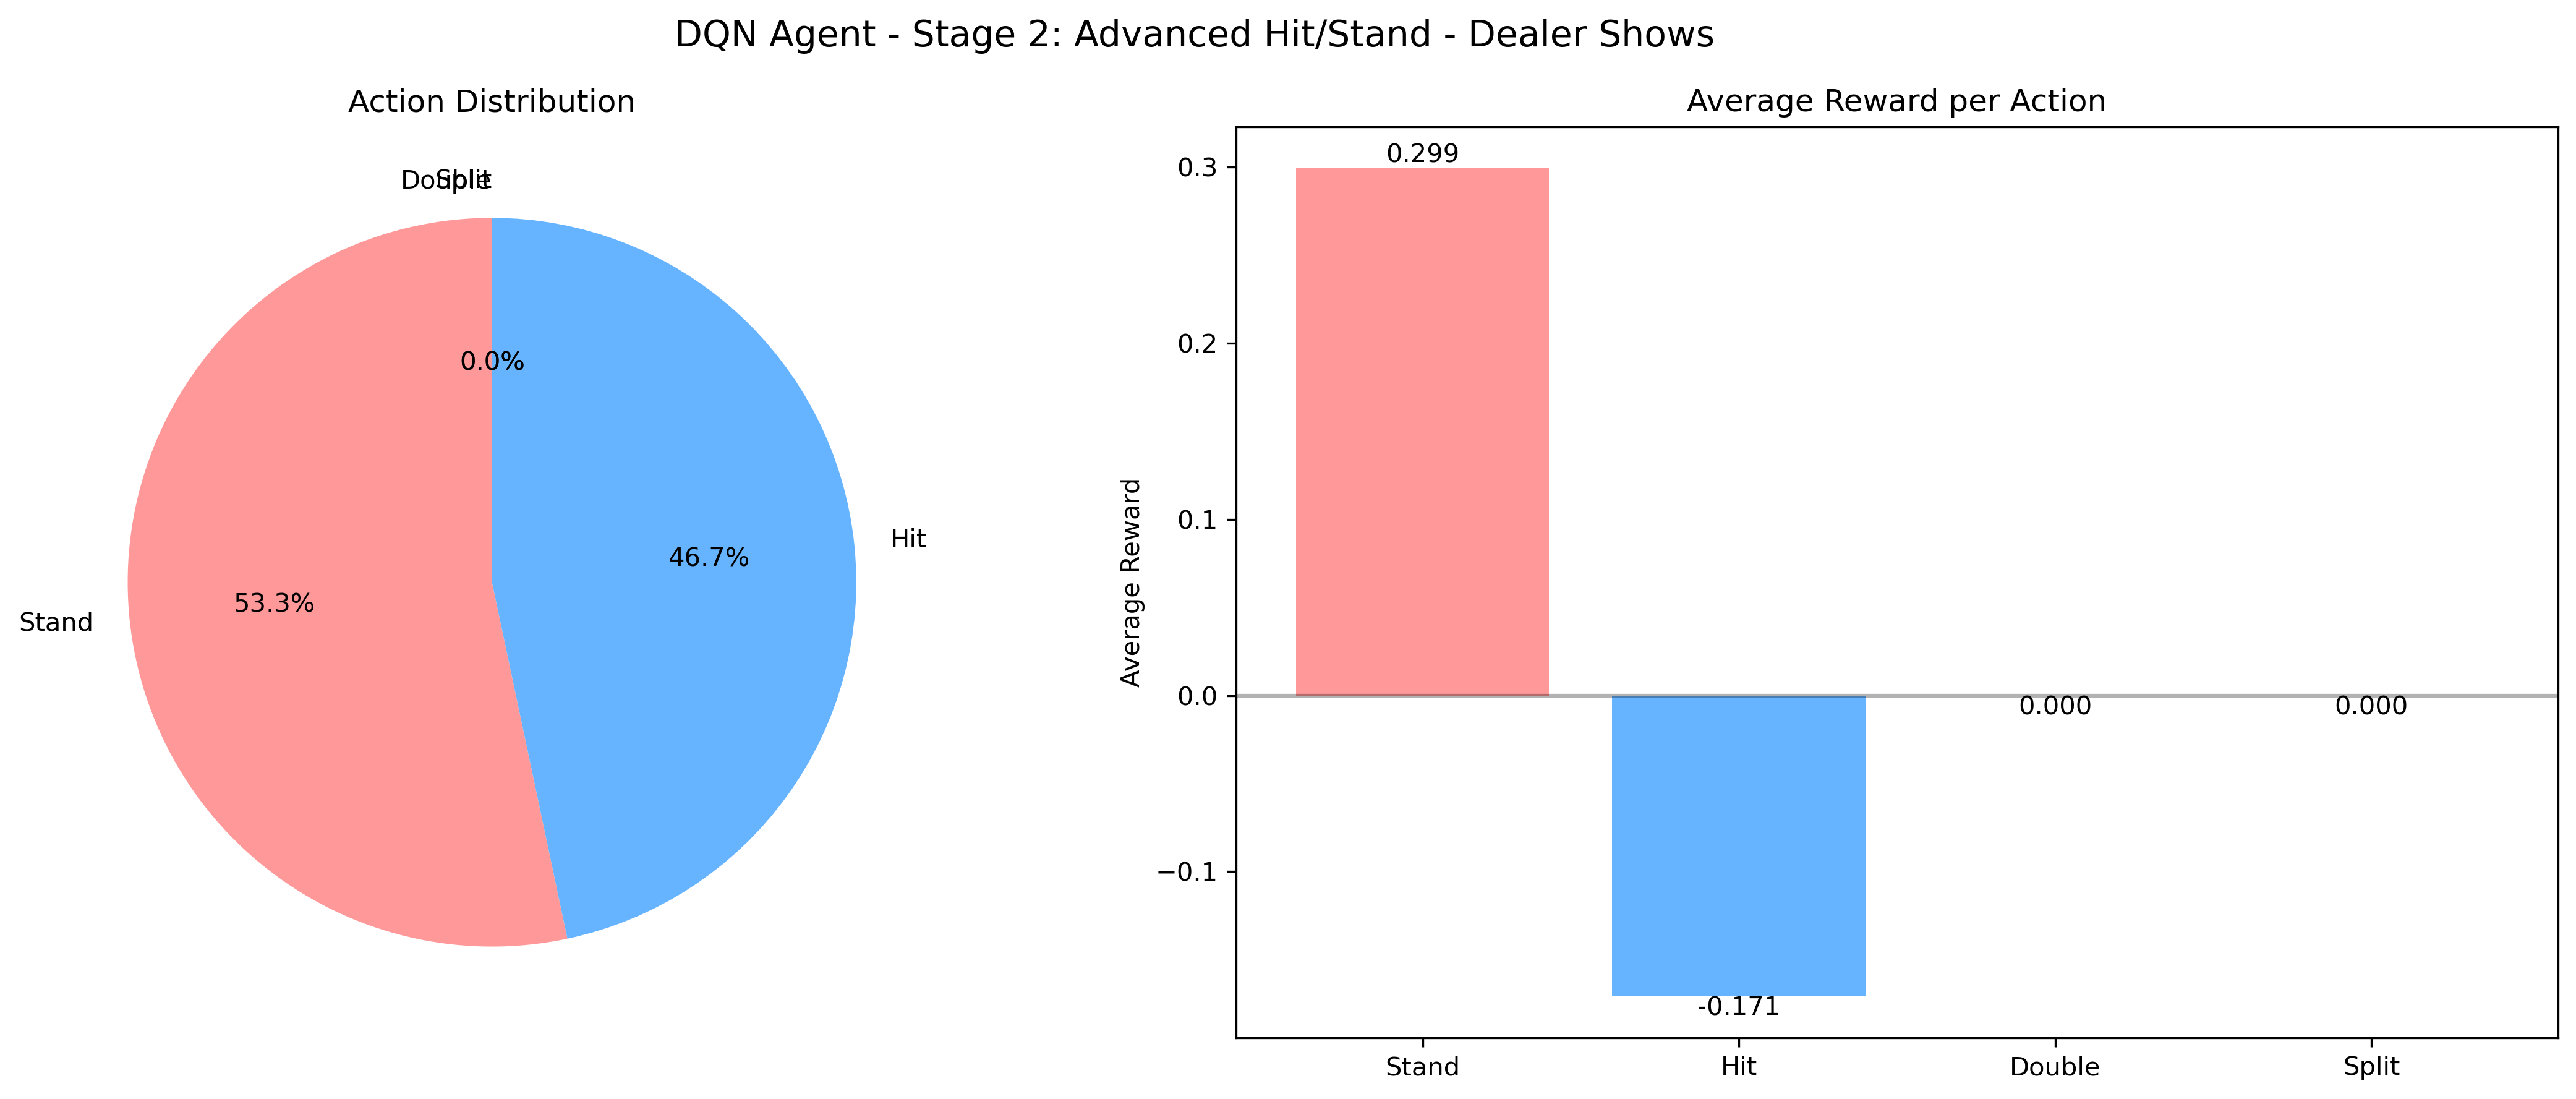 DQN Agent - Stage 2: Advanced Hit/Stand - Dealer Shows
Action Distribution
Double
Split
0.0%
Hit
46.7%
53.3%
Stand
Average Reward per Action
Average Reward
0.3
0.2
0.1
0.0
−0.1
0.299
-0.171
0.000
0.000
Stand
Hit
Double
Split